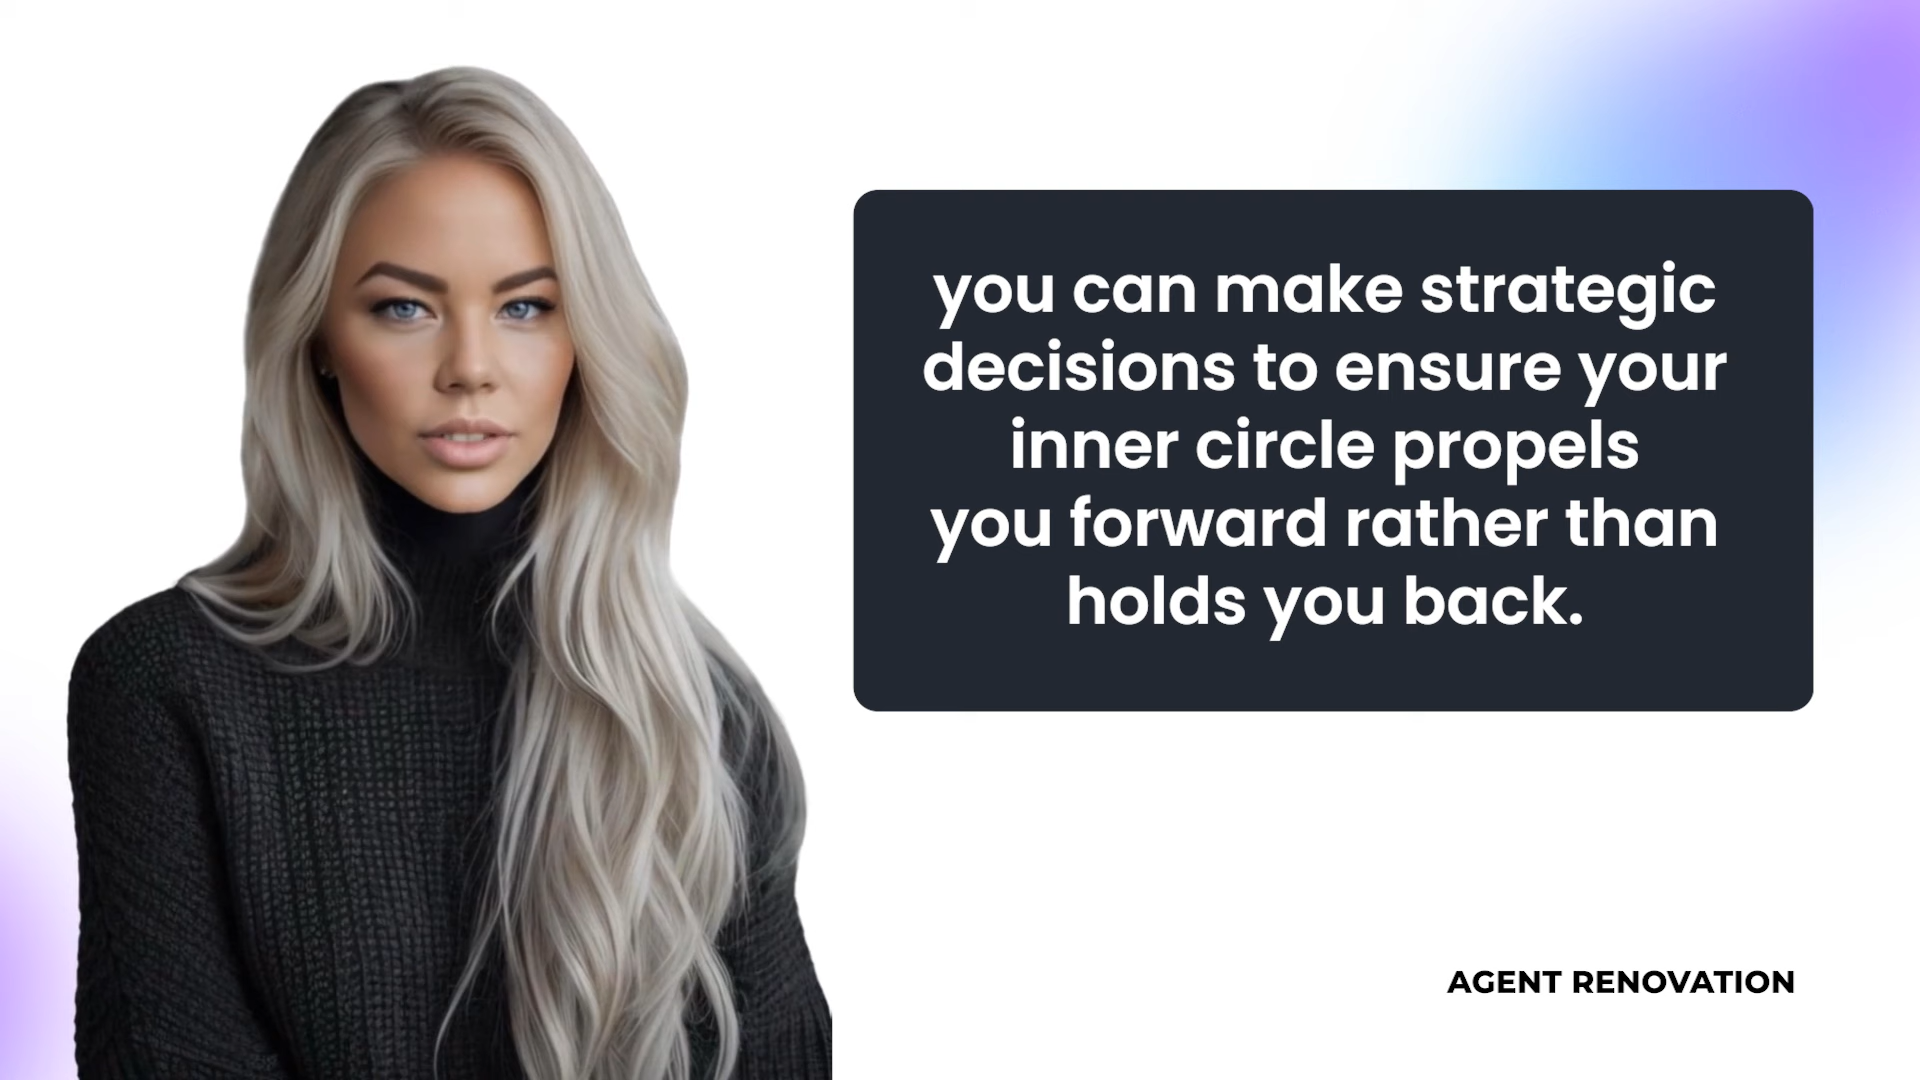 you can make strategic
decisions to ensure your
inner circle propels
you forward rather than
holds you back.
AGENT RENOVATION